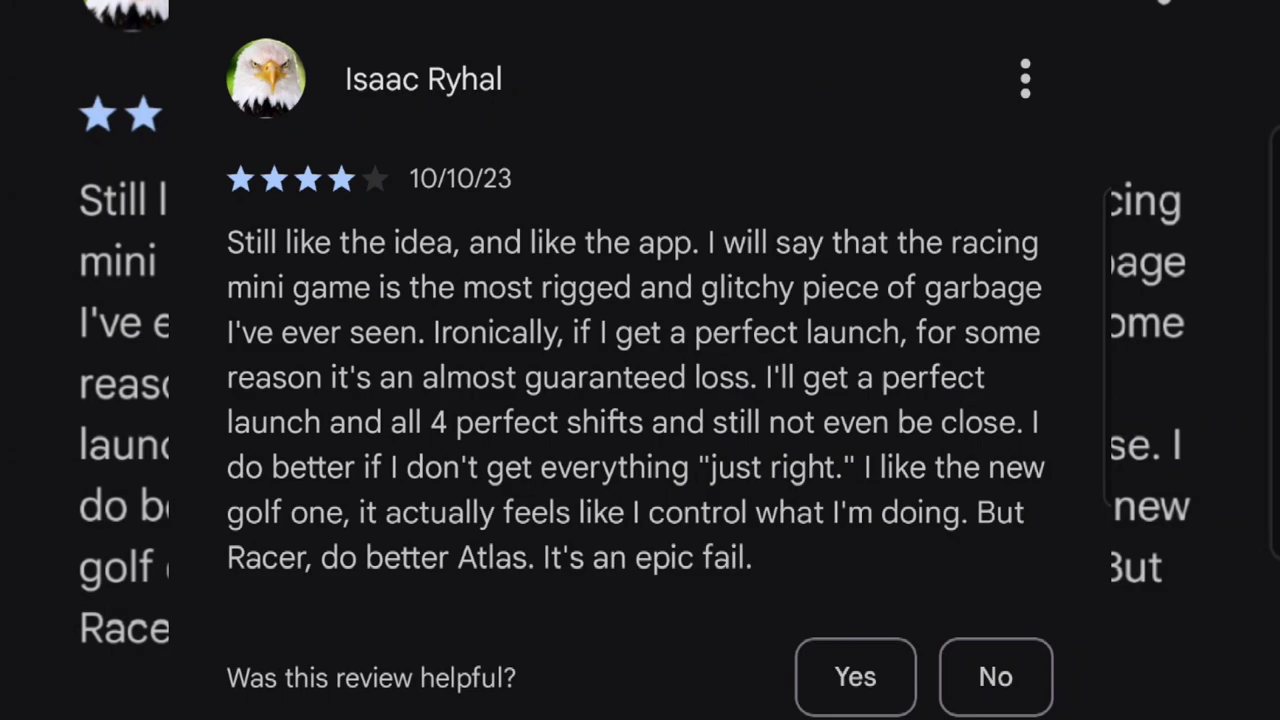 Isaac Ryhal
10/10/23
Still like the idea, and like the app. I will say that the racing
mini game is the most rigged and glitchy piece of garbage
I've ever seen. Ironically, if I get a perfect launch, for some
reason it's an almost guaranteed loss. I'll get a perfect
launch and all 4 perfect shifts and still not even be close. I
do better if I don't get everything "just right." I like the new
golf one, it actually feels like I control what I'm doing. But
Racer, do better Atlas. It's an epic fail.
Was this review helpful?
Yes
No